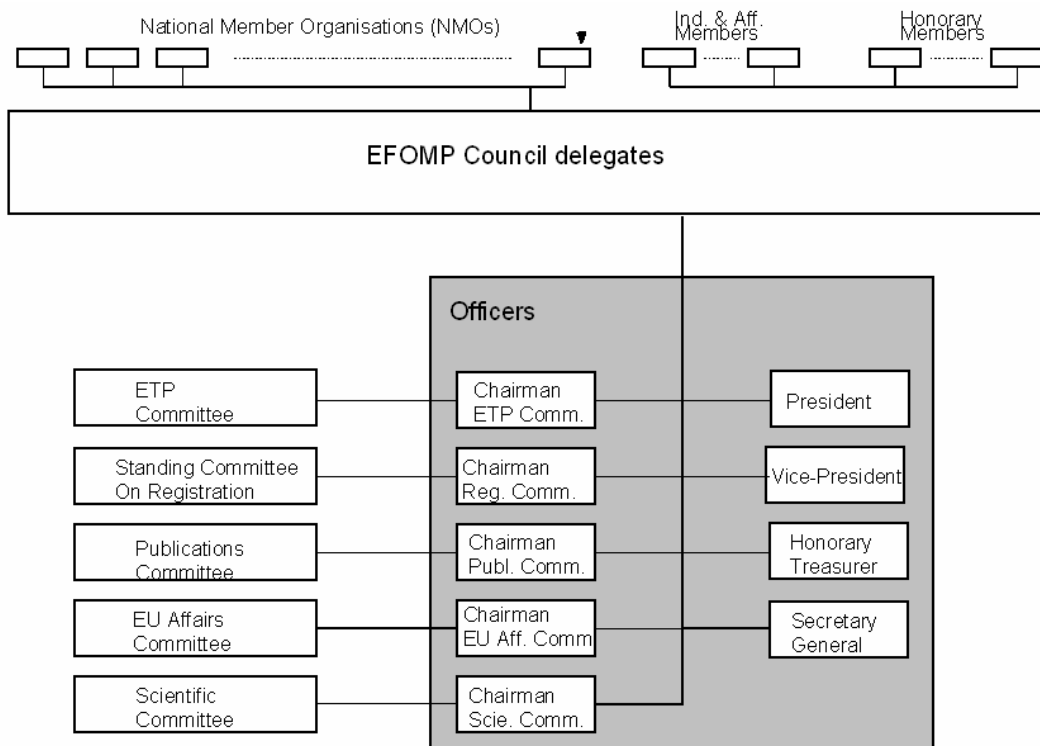 National Member Organisations (NMOs)
Ind. & Aff.
Members
Honorary
Members
EFOMP Council delegates
Officers
ETP
Committee
Chairman
ETP Comm.
President
Standing Committee
On Registration
Chairman
Reg. Comm.
Vice-President
Publications
Committee
Chairman
Publ. Comm.
Honorary
Treasurer
EU Affairs
Committee
Chairman
EU Aff. Comm
Secretary
General
Scientific
Committee
Chairman
Scie. Comm.